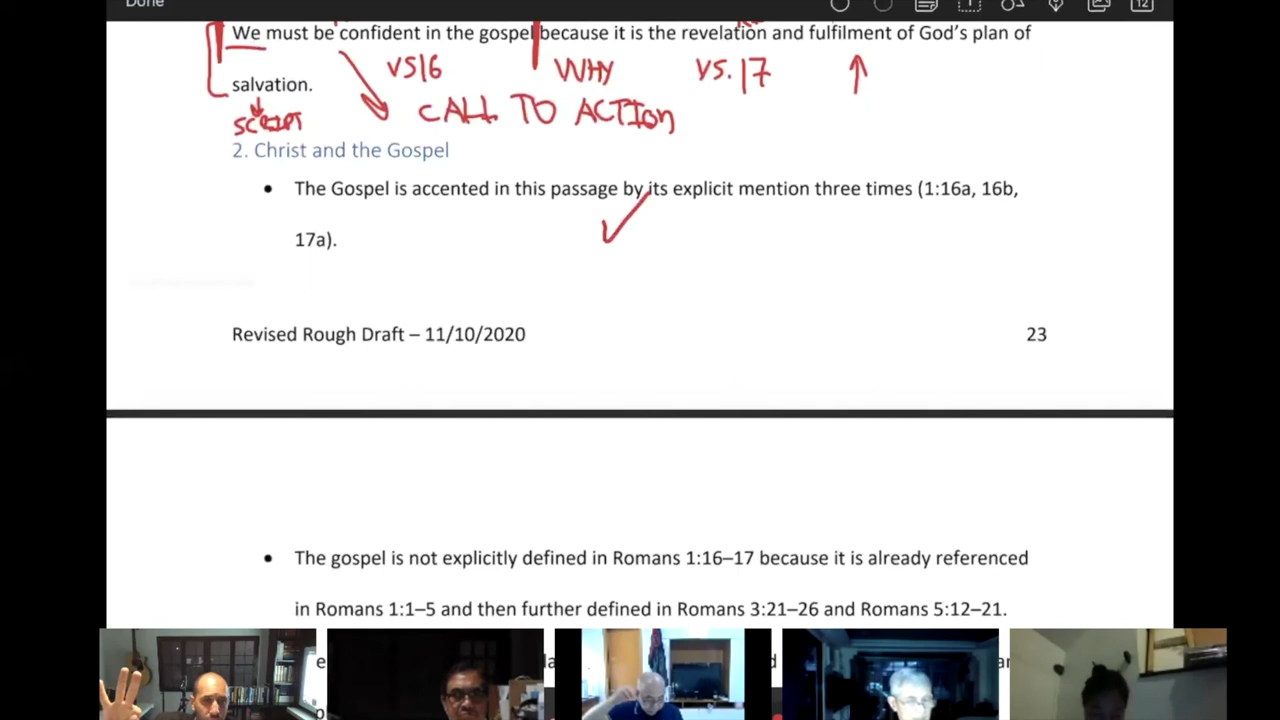 Done
12
We must be confident in the gospel because it is the revelation and fulfilment of God's plan of
VS16 WHY VS. 17
salvation.
CALL TO ACTION
2. Christ and the Gospel
• The Gospel is accented in this passage by its explicit mention three times (1:16a, 16b,
17a).
Revised Rough Draft – 11/10/2020 23
• The gospel is not explicitly defined in Romans 1:16–17 because it is already referenced
in Romans 1:1–5 and then further defined in Romans 3:21–26 and Romans 5:12–21.